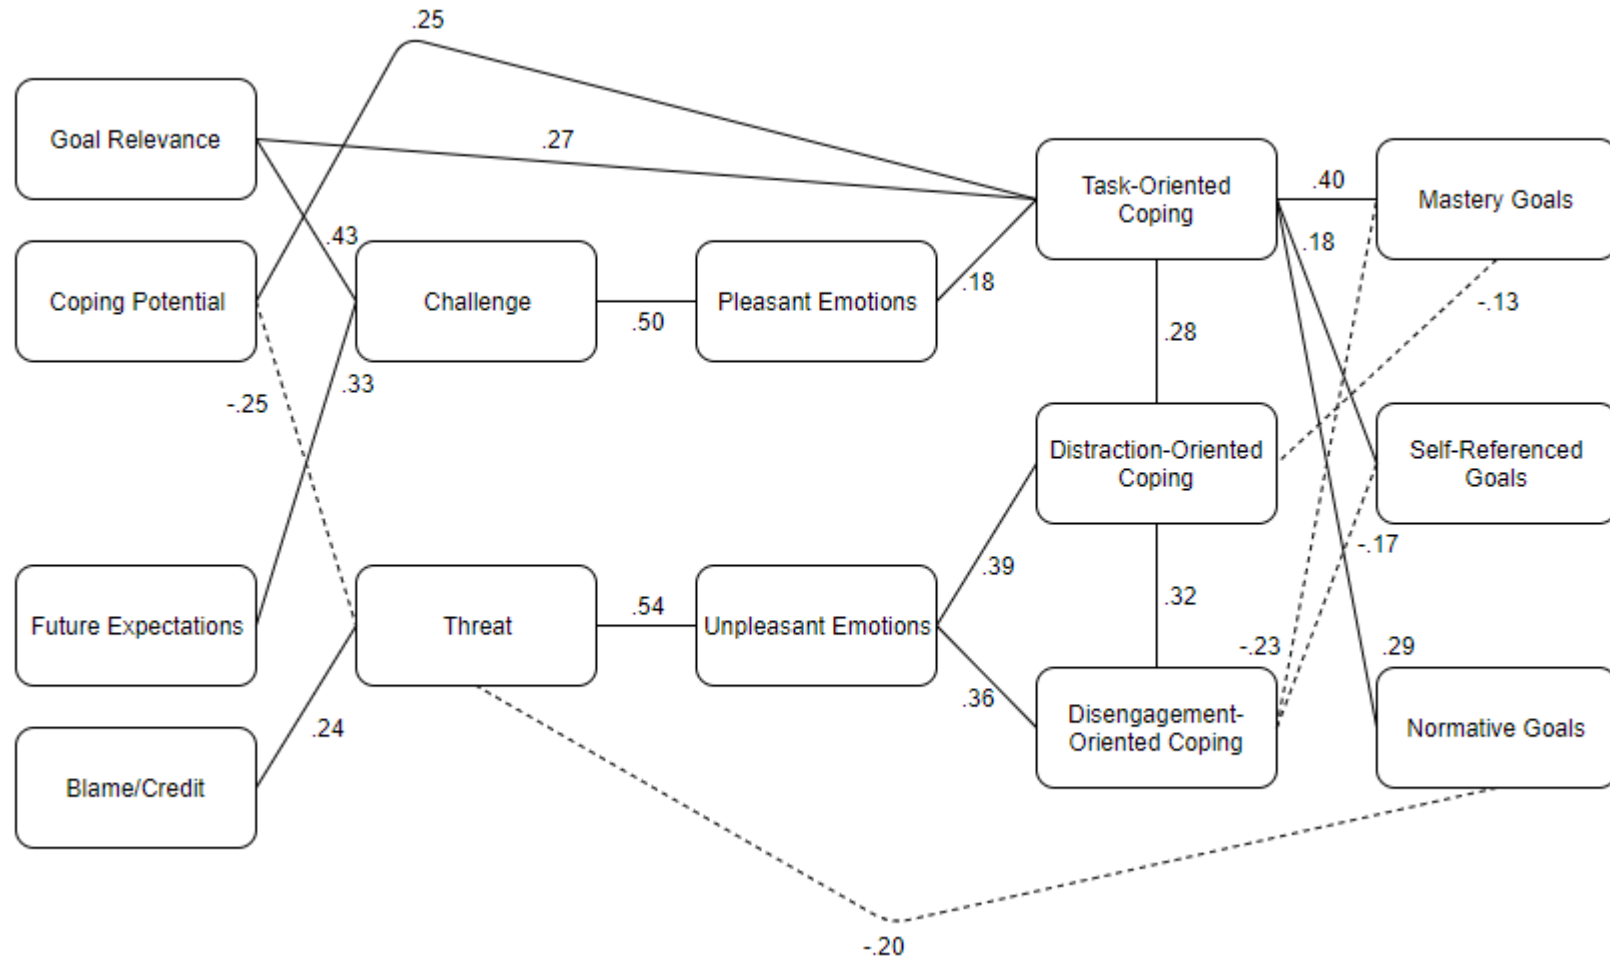 .25
Goal Relevance
.27
Task-Oriented
Coping
.40
Mastery Goals
.43
.18
Coping Potential
Challenge
.50
Pleasant Emotions
.18
-.13
.28
-.25
.33
Distraction-Oriented
Coping
Self-Referenced
Goals
-.17
.39
Future Expectations
Threat
.54
Unpleasant Emotions
.32
-.23
.29
.36
Disengagement-
Oriented Coping
Normative Goals
.24
Blame/Credit
-.20